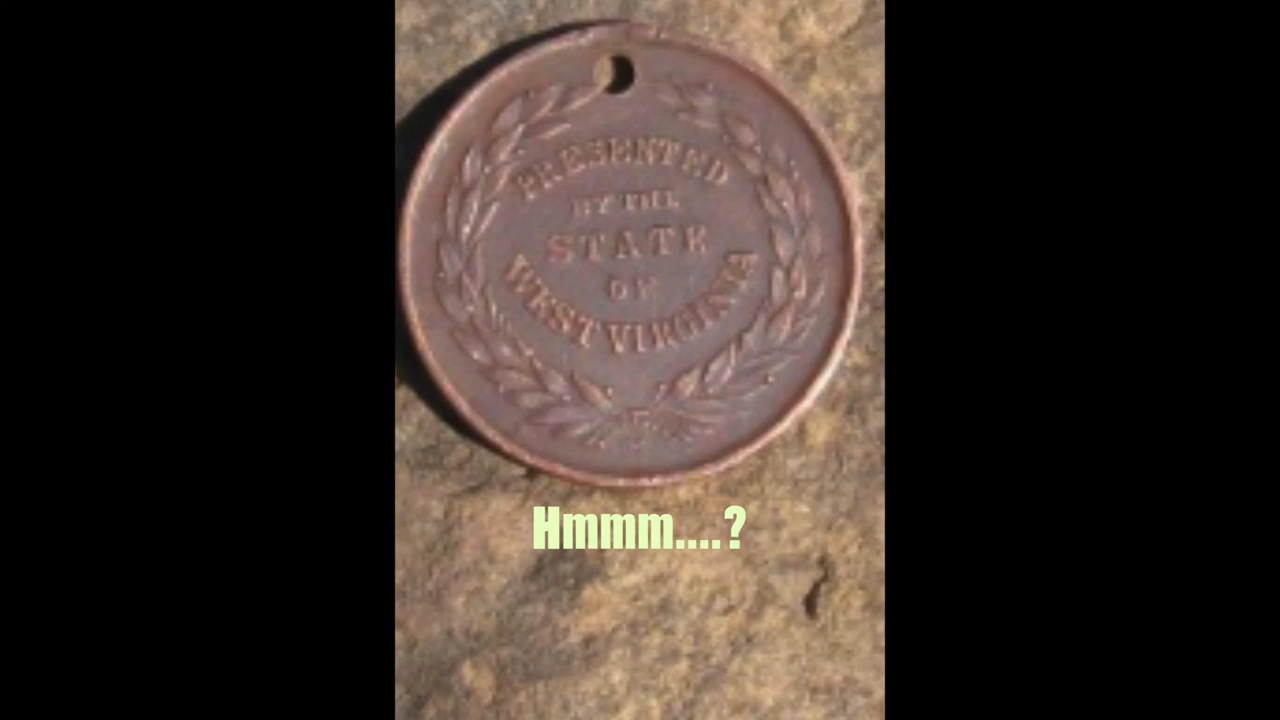 PRESENTED
BY THE
STATE
OF
WEST VIRGINIA
Hmmm....?